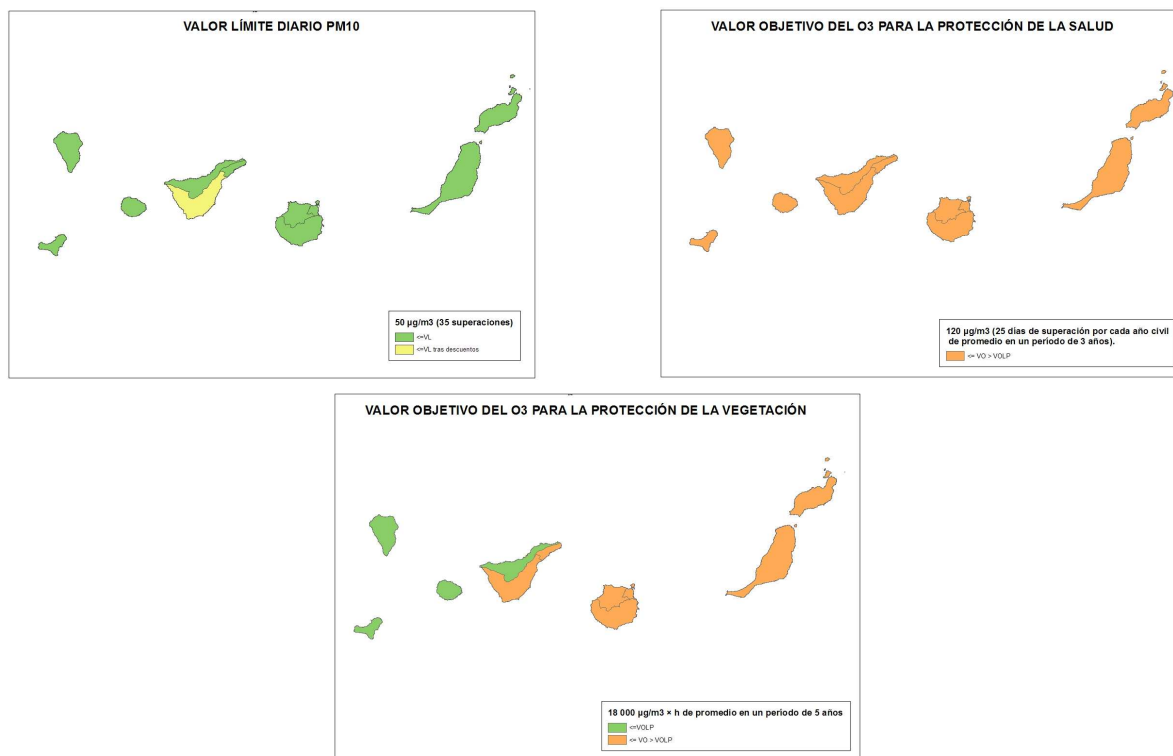 VALOR LÍMITE DIARIO PM10
50 µg/m3 (35 superaciones)
<=VL
<=VL tras descuentos
VALOR OBJETIVO DEL O3 PARA LA PROTECCIÓN DE LA SALUD
120 µg/m3 (25 dias de superación por cada año civil
de promedio en un período de 3 años).
<= VO > VOLP
VALOR OBJETIVO DEL O3 PARA LA PROTECCIÓN DE LA VEGETACIÓN
18 000 µg/m3 × h de promedio en un período de 5 años
<=VOLP
<= VO > VOLP